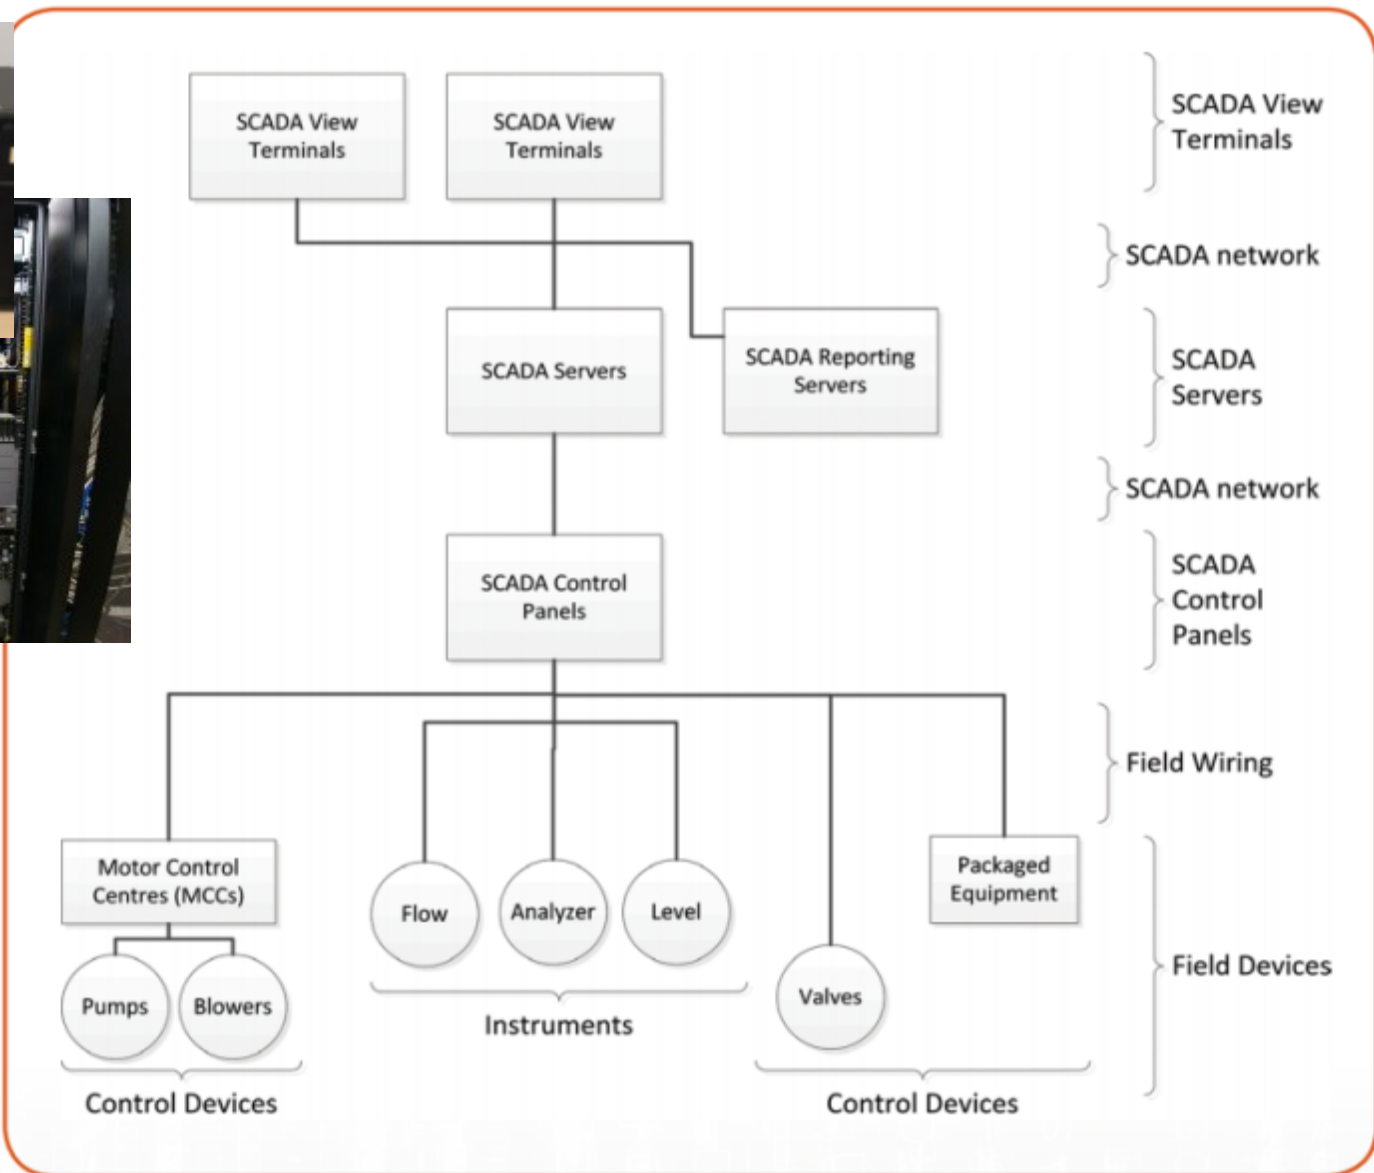 SCADA View
Terminals
SCADA View
Terminals
SCADA View
Terminals
SCADA network
SCADA Servers
SCADA Reporting
Servers
SCADA
Servers
SCADA network
SCADA Control
Panels
SCADA
Control
Panels
Field Wiring
Motor Control
Centres (MCCs)
Flow
Analyzer
Level
Packaged
Equipment
Pumps
Blowers
Valves
Field Devices
Instruments
Control Devices
Control Devices